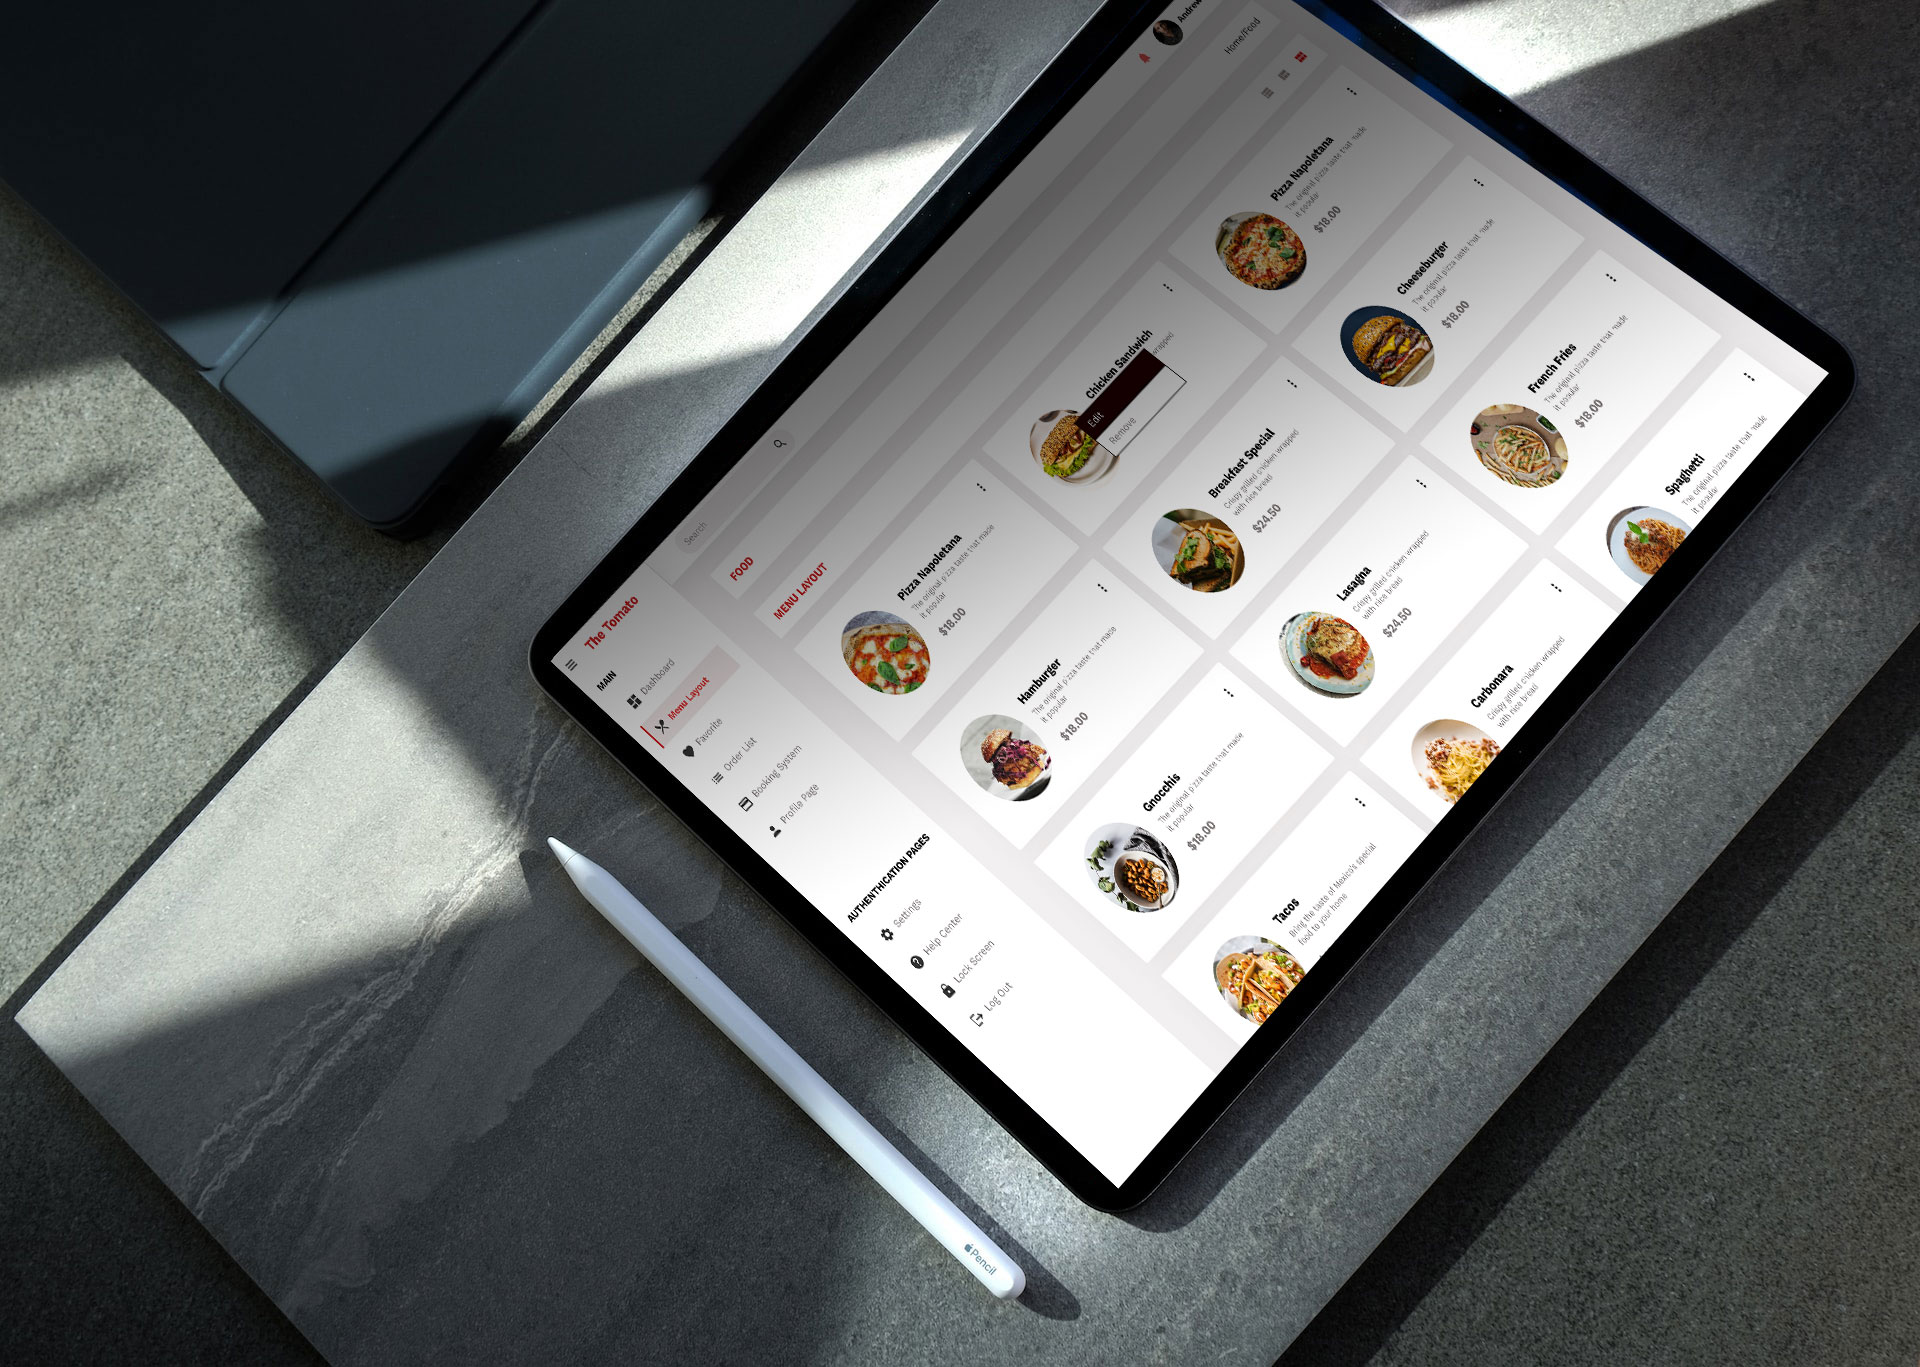 The Tomato
MAIN
Dashboard
Menu Layout
Favorite
Order List
Booking System
Profile Page
AUTHENTHICATION PAGES
Settings
Help Center
Lock Screen
Log Out
Search
Andrew
FOOD
Home/Food
MENU LAYOUT
Pizza Napoletana
The original pizza taste that made
it popular
$18.00
Chicken Sandwich
wrapped
Edit
Remove
Pizza Napoletana
The original pizza taste that made
it popular
$18.00
Hamburger
The original pizza taste that made
it popular
$18.00
Breakfast Special
Crispy grilled chicken wrapped
with rice bread
$24.50
Cheeseburger
The original pizza taste that made
it popular
$18.00
Gnocchis
The original pizza taste that made
it popular
$18.00
Lasagna
Crispy grilled chicken wrapped
with rice bread
$24.50
French Fries
The original pizza taste that made
it popular
$18.00
Tacos
Bring the taste of Mexico's special
food to your home
Carbonara
Crispy grilled chicken wrapped
with rice bread
Spaghetti
The original pizza taste that made
it popular
Pencil